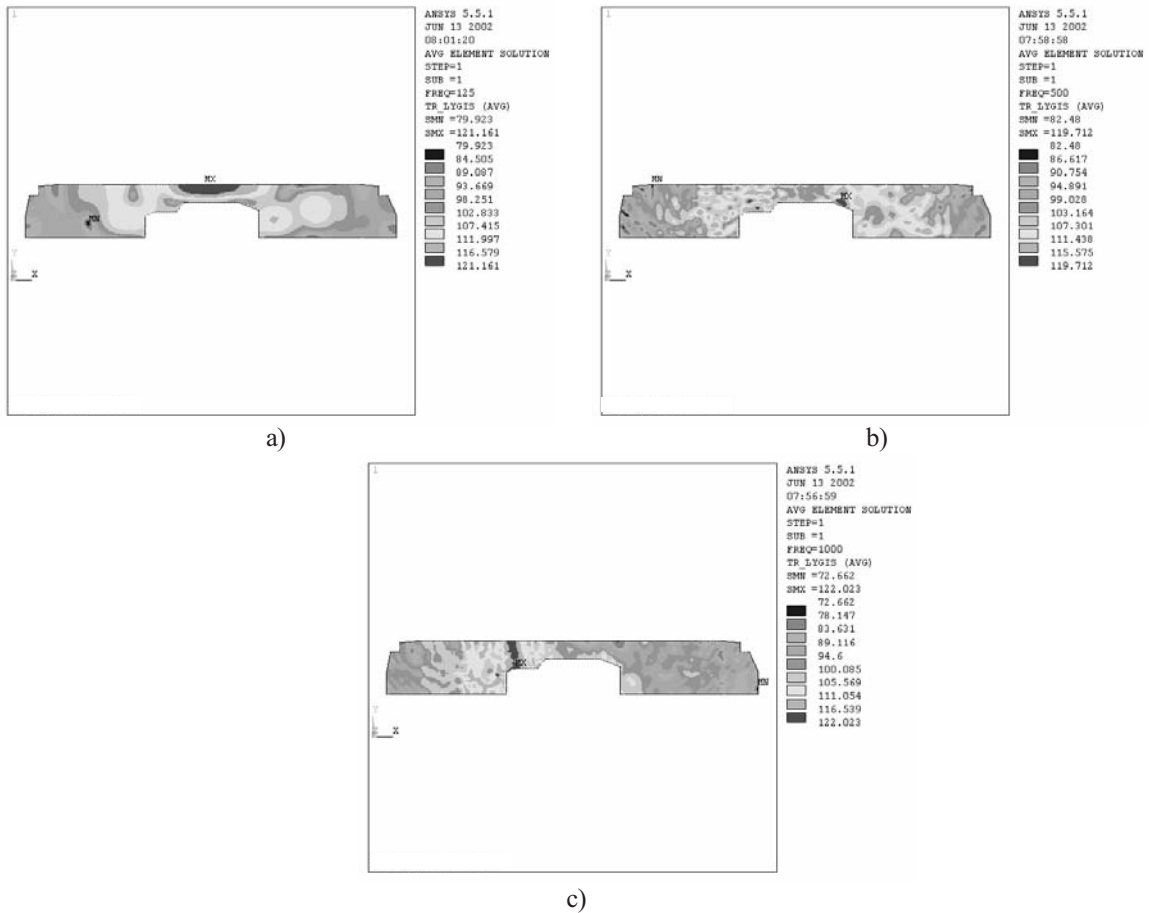 1
ANSYS 5.5.1
JUN 13 2002
08:01:20
AVG ELEMENT SOLUTION
STEP=1
SUB =1
FREQ=125
TR_LYGIS (AVG)
SMN =79.923
SMX =121.161
79.923
84.505
89.087
93.669
98.251
102.833
107.415
111.997
116.579
121.161
MX
MN
Y
Z
X
a)
1
ANSYS 5.5.1
JUN 13 2002
07:58:58
AVG ELEMENT SOLUTION
STEP=1
SUB =1
FREQ=500
TR_LYGIS (AVG)
SMN =82.48
SMX =119.712
82.48
86.617
90.754
94.891
99.028
103.164
107.301
111.438
115.575
119.712
MN
MX
Y
Z
X
b)
1
ANSYS 5.5.1
JUN 13 2002
07:56:59
AVG ELEMENT SOLUTION
STEP=1
SUB =1
FREQ=1000
TR_LYGIS (AVG)
SMN =72.662
SMX =122.023
72.662
78.147
83.631
89.116
94.6
100.085
105.569
111.054
116.539
122.023
MX
MN
Y
Z
X
c)